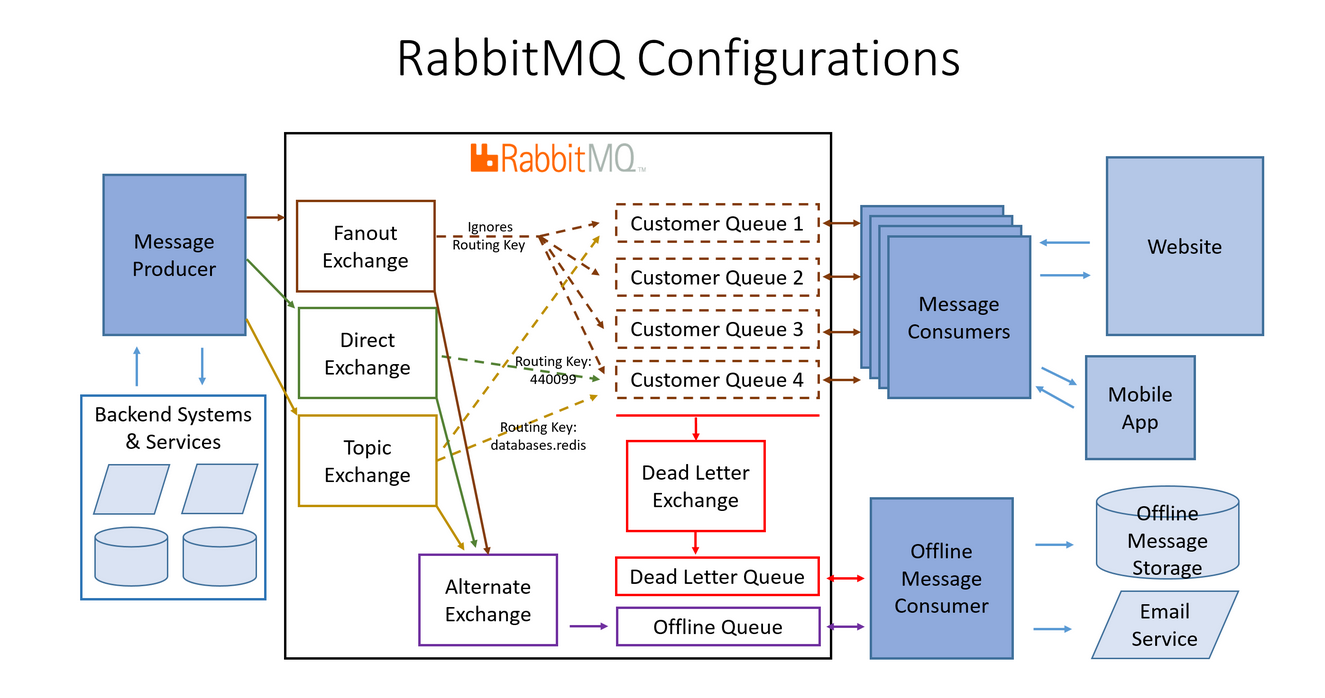 RabbitMQ Configurations
RabbitMQ™
Message
Producer
Backend Systems
& Services
Fanout
Exchange
Direct
Exchange
Topic
Exchange
Alternate
Exchange
Ignores
Routing Key
Routing Key:
440099
Routing Key:
databases.redis
Customer Queue 1
Customer Queue 2
Customer Queue 3
Customer Queue 4
Dead Letter
Exchange
Dead Letter Queue
Offline Queue
Message
Consumers
Offline
Message
Consumer
Website
Mobile
App
Offline
Message
Storage
Email
Service